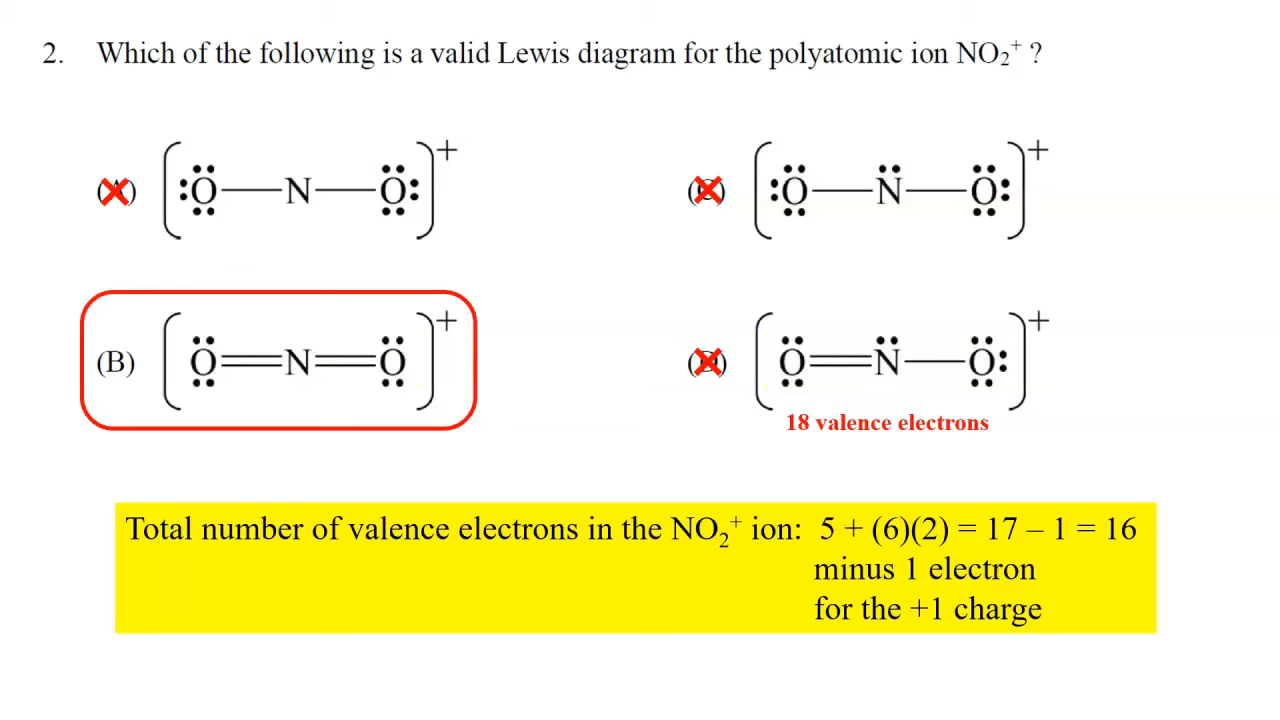 2. Which of the following is a valid Lewis diagram for the polyatomic ion NO₂⁺ ?
(A) [:O—N—O:]+
(C) [:O—N—O:]+
(B) [O=N=O]+
(D) [O=N—O:]+
18 valence electrons
Total number of valence electrons in the NO₂⁺ ion: 5 + (6)(2) = 17 – 1 = 16
minus 1 electron
for the +1 charge